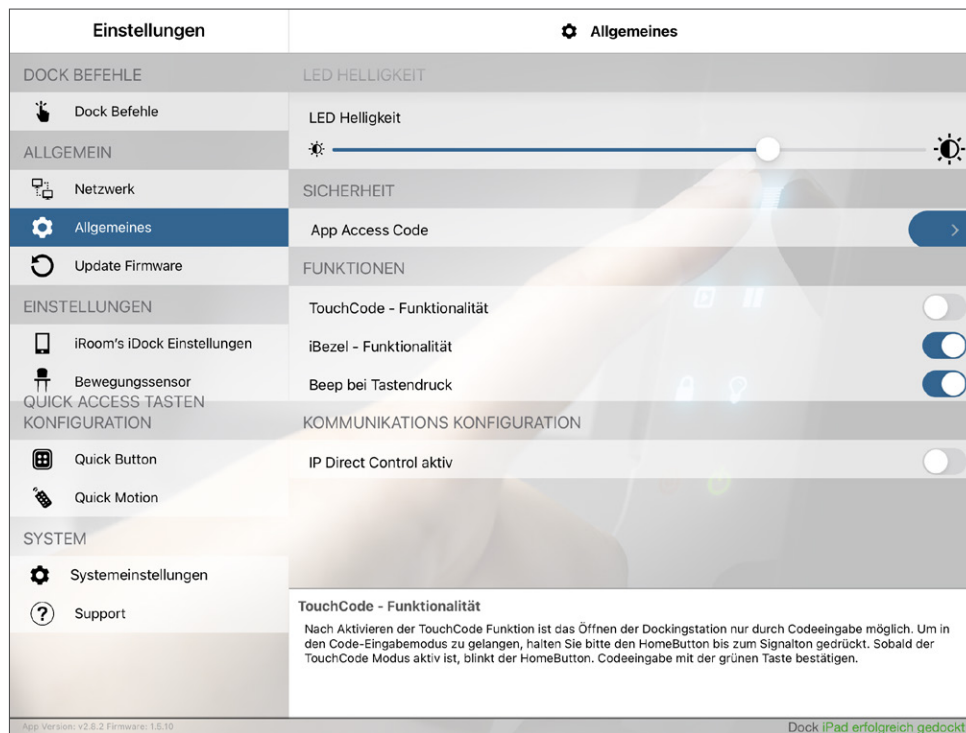 Einstellungen
DOCK BEFEHLE
Dock Befehle
ALLGEMEIN
Netzwerk
Allgemeines
Update Firmware
EINSTELLUNGEN
iRoom's iDock Einstellungen
Bewegungssensor
QUICK ACCESS TASTEN
KONFIGURATION
Quick Button
Quick Motion
SYSTEM
Systemeinstellungen
Support
App Version: v2.8.2 Firmware: 1.5.10
Allgemeines
LED HELLIGKEIT
LED Helligkeit
SICHERHEIT
App Access Code
FUNKTIONEN
TouchCode - Funktionalität
iBezel - Funktionalität
Beep bei Tastendruck
KOMMUNIKATIONS KONFIGURATION
IP Direct Control aktiv
TouchCode - Funktionalität
Nach Aktivieren der TouchCode Funktion ist das Öffnen der Dockingstation nur durch Codeeingabe möglich. Um in
den Code-Eingabemodus zu gelangen, halten Sie bitte den HomeButton bis zum Signalton gedrückt. Sobald der
TouchCode Modus aktiv ist, blinkt der HomeButton. Codeeingabe mit der grünen Taste bestätigen.
Dock iPad erfolgreich gedockt